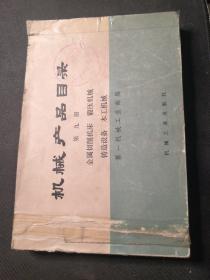 机械产品目录
第九册
金属切削机床 锻压机械
铸造设备 木工机械
第一机械工业部编
机械工业出版社